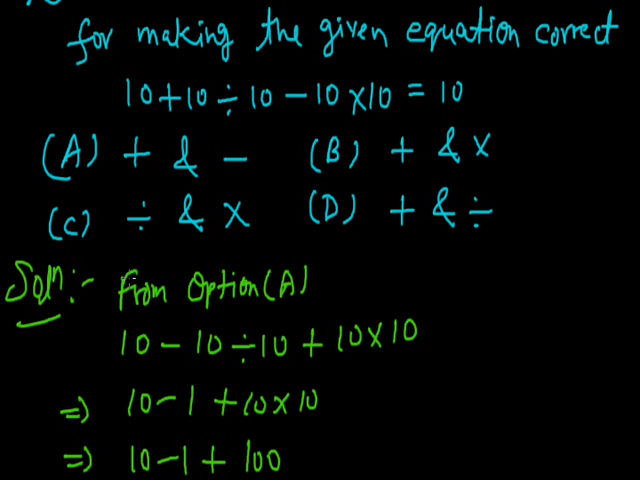 for making the given equation correct
10+10÷10-10×10=10
(A) + & - (B) + & ×
(C) ÷ & × (D) + & ÷
Solⁿ:- From Option(A)
10-10÷10+10×10
⇒ 10-1+10×10
⇒ 10-1+100